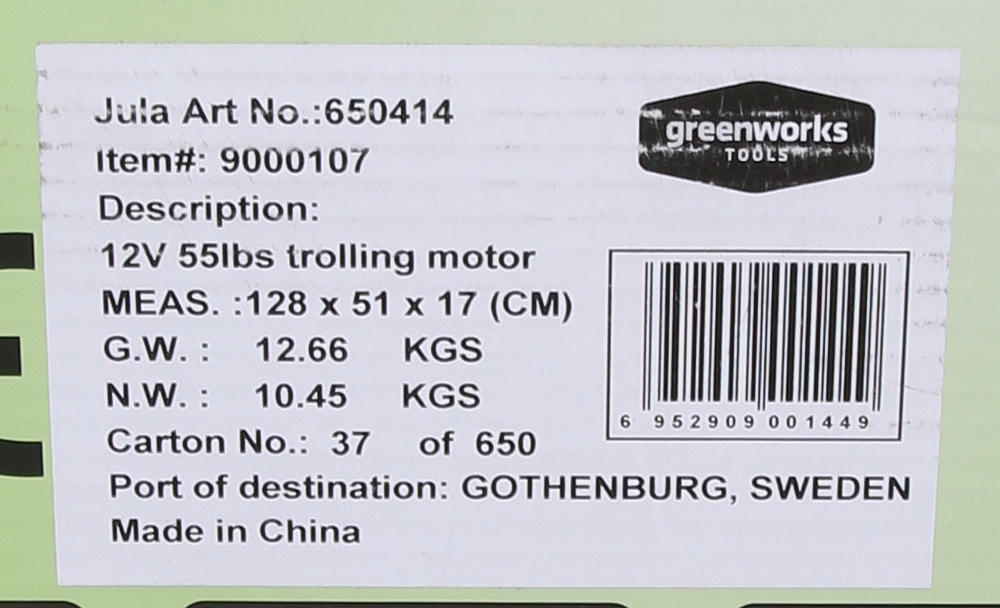 Jula Art No.:650414
Item#: 9000107
Description:
12V 55lbs trolling motor
MEAS. :128 x 51 x 17 (CM)
G.W. : 12.66 KGS
N.W. : 10.45 KGS
Carton No.: 37 of 650
Port of destination: GOTHENBURG, SWEDEN
Made in China
greenworks
TOOLS
6 952909 001449